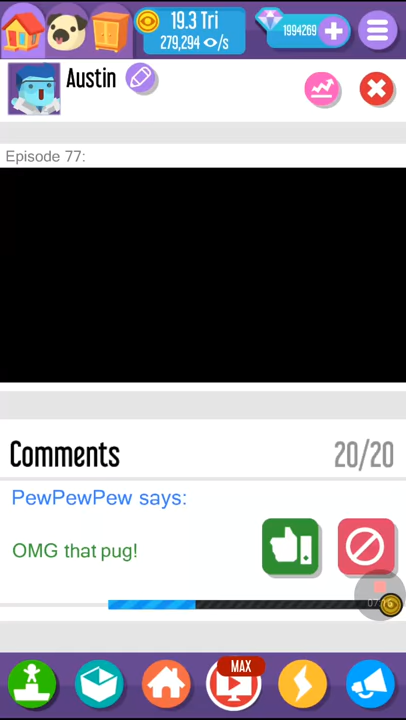 19.3 Tri
279,294 /s
1994269
Austin
Episode 77:
Comments
20/20
PewPewPew says:
OMG that pug!
MAX